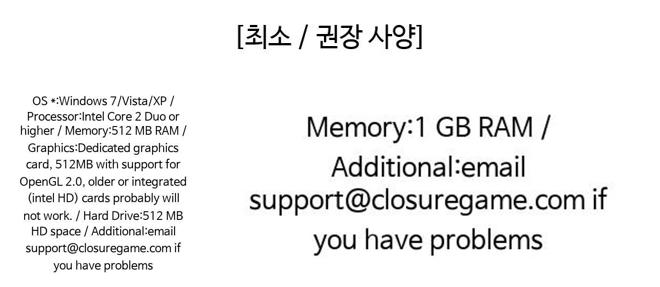 [최소 / 권장 사양]
OS *:Windows 7/Vista/XP /
Processor:Intel Core 2 Duo or
higher / Memory:512 MB RAM /
Graphics:Dedicated graphics
card, 512MB with support for
OpenGL 2.0, older or integrated
(intel HD) cards probably will
not work. / Hard Drive:512 MB
HD space / Additional:email
support@closuregame.com if
you have problems
Memory:1 GB RAM /
Additional:email
support@closuregame.com if
you have problems